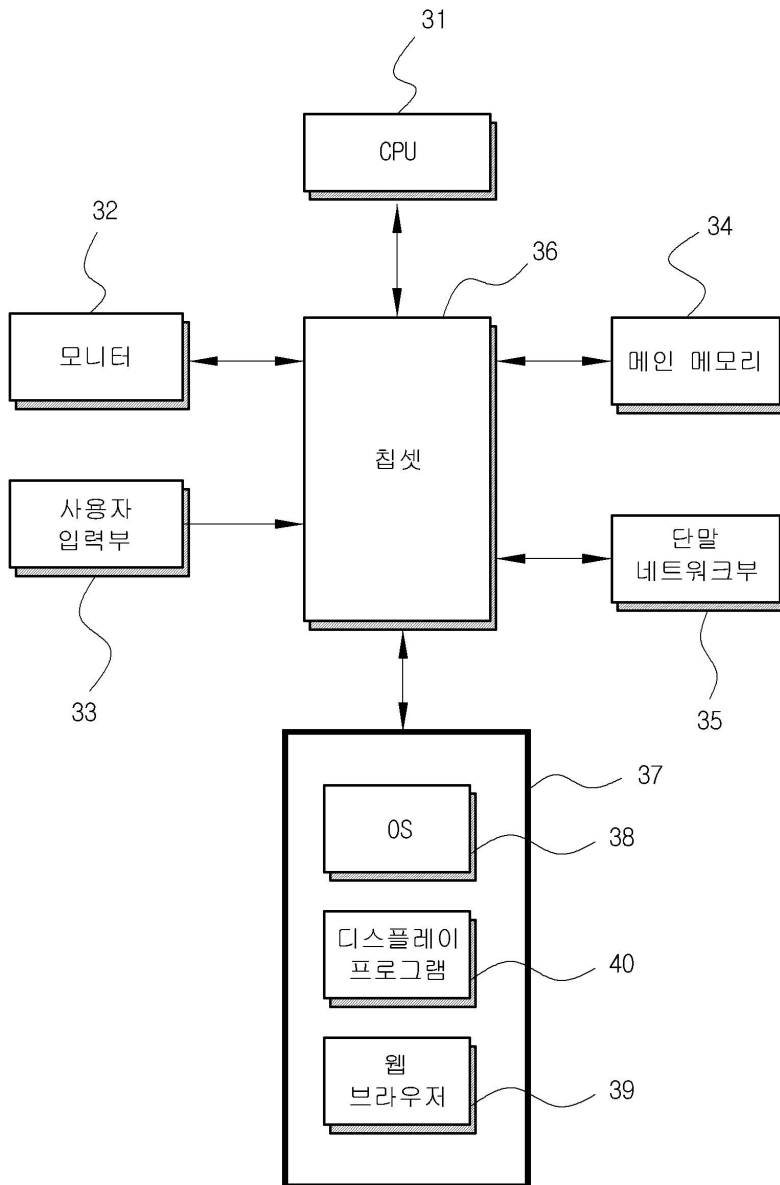 31
CPU
32
34
36
모니터
메인 메모리
칩셋
사용자
입력부
단말
네트워크부
33
35
37
OS
38
디스플레이
프로그램
40
웹
브라우저
39